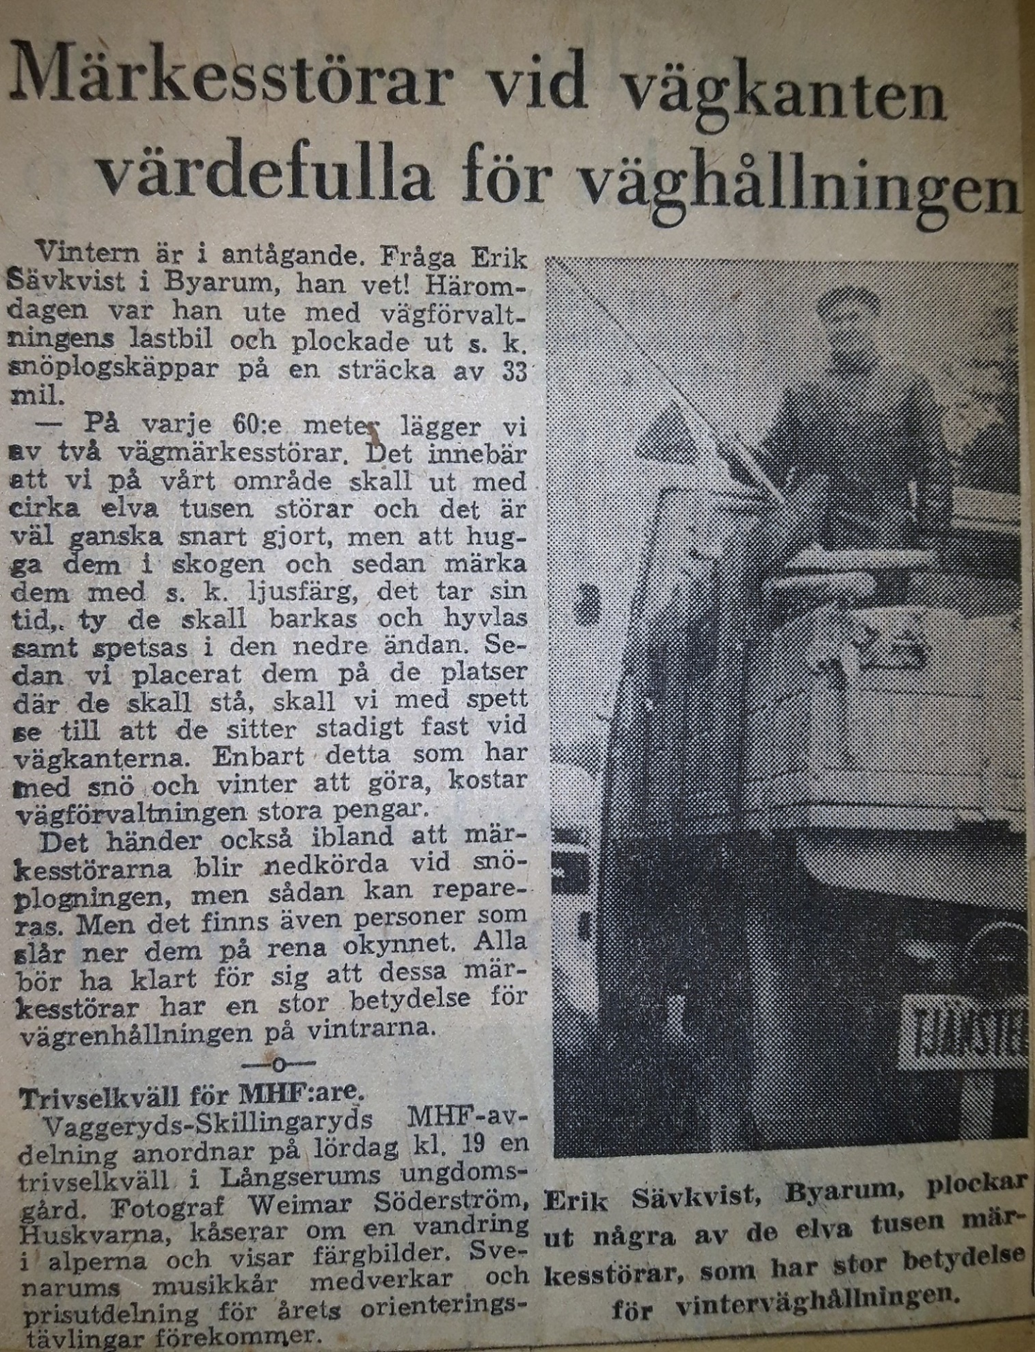 Märkesstörar vid vägkanten
värdefulla för väghållningen
Vintern är i antågande. Fråga Erik
Sävkvist i Byarum, han vet! Härom-
dagen var han ute med vägförvalt-
ningens lastbil och plockade ut s. k.
snöplogskäppar på en sträcka av 33
mil.
— På varje 60:e meter lägger vi
av två vägmärkesstörar. Det innebär
att vi på vårt område skall ut med
cirka elva tusen störar och det är
väl ganska snart gjort, men att hug-
ga dem i skogen och sedan märka
dem med s. k. ljusfärg, det tar sin
tid,. ty de skall barkas och hyvlas
samt spetsas i den nedre ändan. Se-
dan vi placerat dem på de platser
där de skall stå, skall vi med spett
se till att de sitter stadigt fast vid
vägkanterna. Enbart detta som har
med snö och vinter att göra, kostar
vägförvaltningen stora pengar.
Det händer också ibland att mär-
kesstörarna blir nedkörda vid snö-
plogningen, men sådan kan repare-
ras. Men det finns även personer som
slår ner dem på rena okynnet. Alla
bör ha klart för sig att dessa mär-
kesstörar har en stor betydelse för
vägrenhållningen på vintrarna.
—o—
Trivselkväll för MHF:are.
Vaggeryds-Skillingaryds MHF-av-
delning anordnar på lördag kl. 19 en
trivselkväll i Långserums ungdoms-
gård. Fotograf Weimar Söderström,
Huskvarna, kåserar om en vandring
i alperna och visar färgbilder. Sve-
narums musikkår medverkar och
prisutdelning för årets orienterings-
tävlingar förekommer.
TJÄNSTE
Erik Sävkvist, Byarum, plockar
ut några av de elva tusen mär-
kesstörar, som har stor betydelse
för vinterväghållningen.